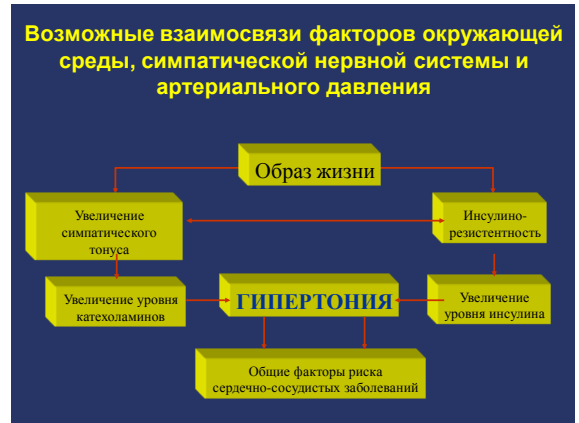 Возможные взаимосвязи факторов окружающей
среды, симпатической нервной системы и
артериального давления
Образ жизни
Увеличение
симпатического
тонуса
Инсулино-
резистентность
Увеличение уровня
катехоламинов
ГИПЕРТОНИЯ
Увеличение
уровня инсулина
Общие факторы риска
сердечно-сосудистых заболеваний